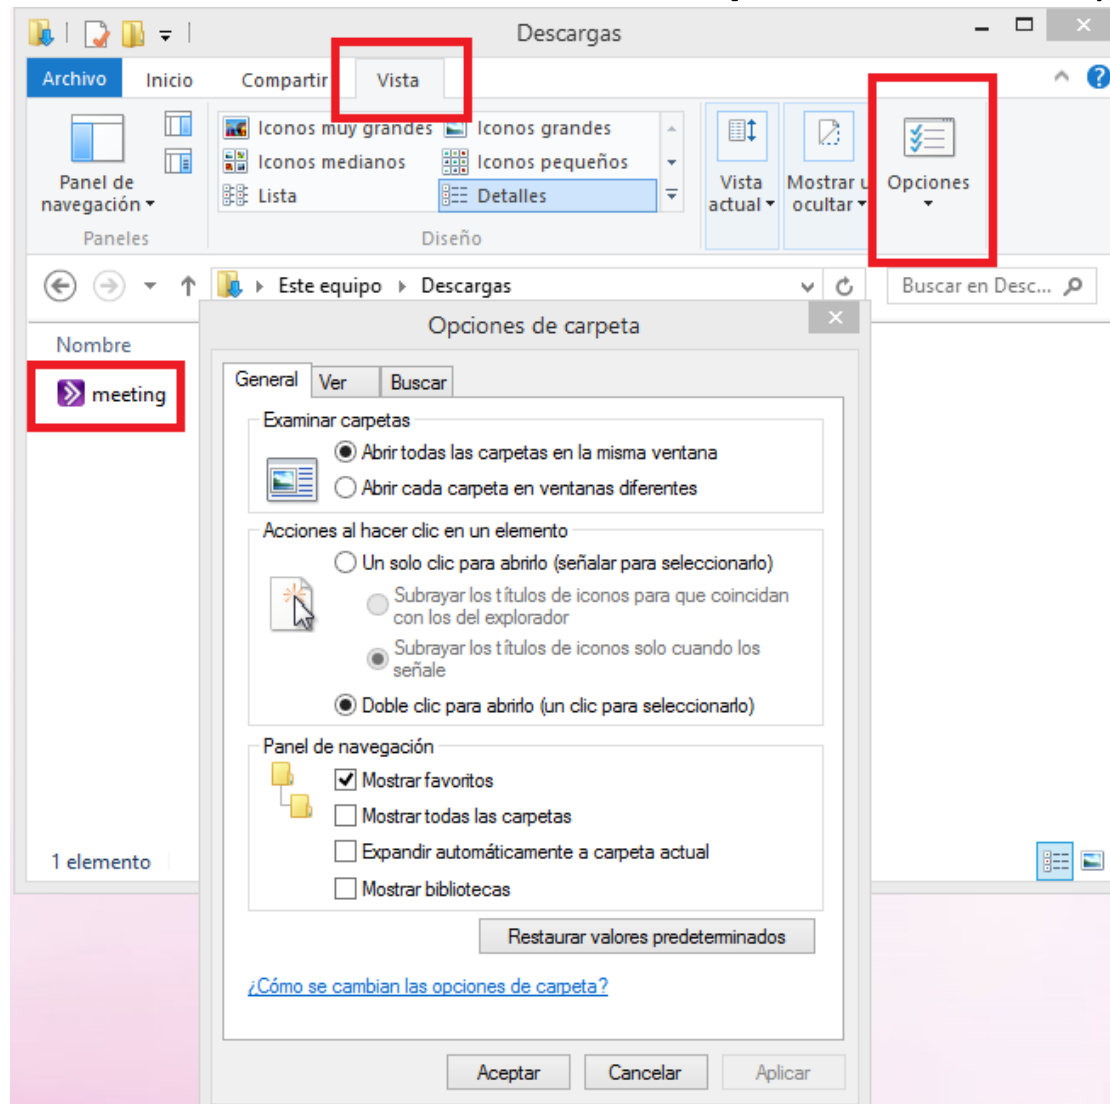 Descargas
Archivo Inicio Compartir Vista
Iconos muy grandes Iconos grandes
Iconos medianos Iconos pequeños
Lista Detalles
Panel de
navegación
Vista
actual
Mostrar u
ocultar
Opciones
Paneles Diseño
Este equipo Descargas
Buscar en Desc...
Nombre
meeting
Opciones de carpeta
General Ver Buscar
Examinar carpetas
Abrir todas las carpetas en la misma ventana
Abrir cada carpeta en ventanas diferentes
Acciones al hacer clic en un elemento
Un solo clic para abrirlo (señalar para seleccionarlo)
Subrayar los títulos de iconos para que coincidan
con los del explorador
Subrayar los títulos de iconos solo cuando los
señale
Doble clic para abrirlo (un clic para seleccionarlo)
Panel de navegación
Mostrar favoritos
Mostrar todas las carpetas
Expandir automáticamente a carpeta actual
Mostrar bibliotecas
1 elemento
Restaurar valores predeterminados
¿Cómo se cambian las opciones de carpeta?
Aceptar Cancelar Aplicar